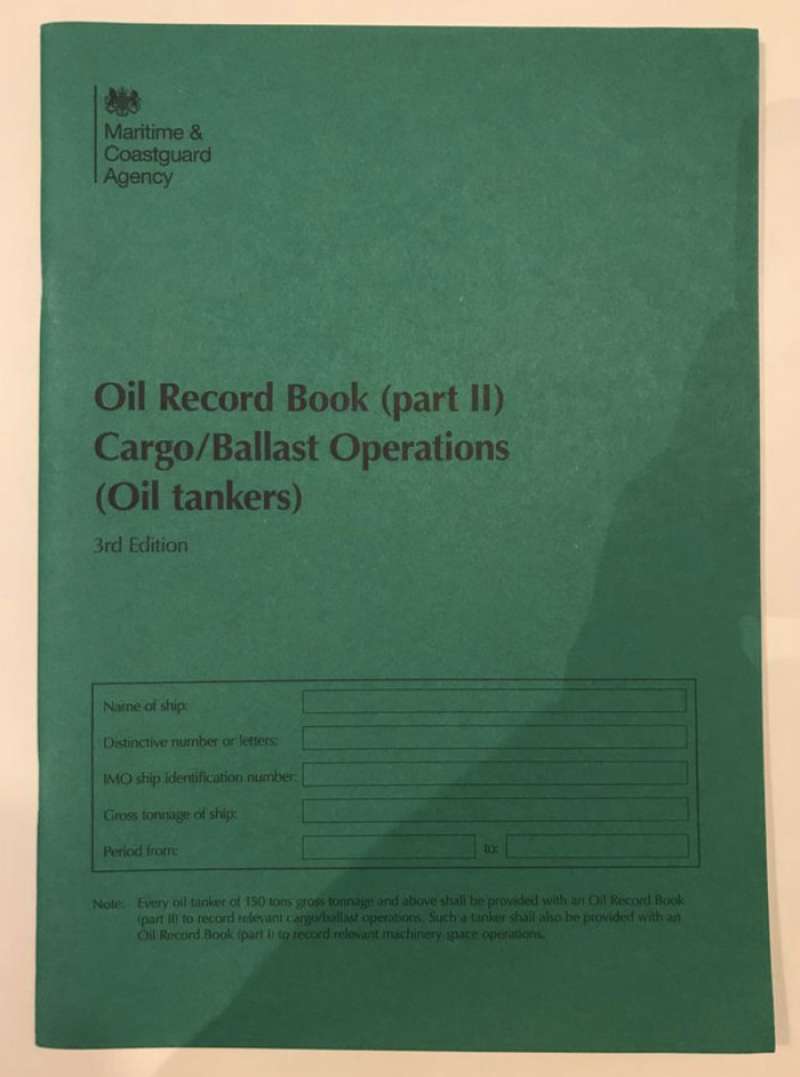 Maritime &
Coastguard
Agency
Oil Record Book (part II)
Cargo/Ballast Operations
(Oil tankers)
3rd Edition
Name of ship:
Distinctive number or letters:
IMO ship identification number:
Gross tonnage of ship:
Period from: to:
Note: Every oil tanker of 150 tons gross tonnage and above shall be provided with an Oil Record Book
(part II) to record relevant cargo/ballast operations. Such a tanker shall also be provided with an
Oil Record Book (part I) to record relevant machinery space operations.